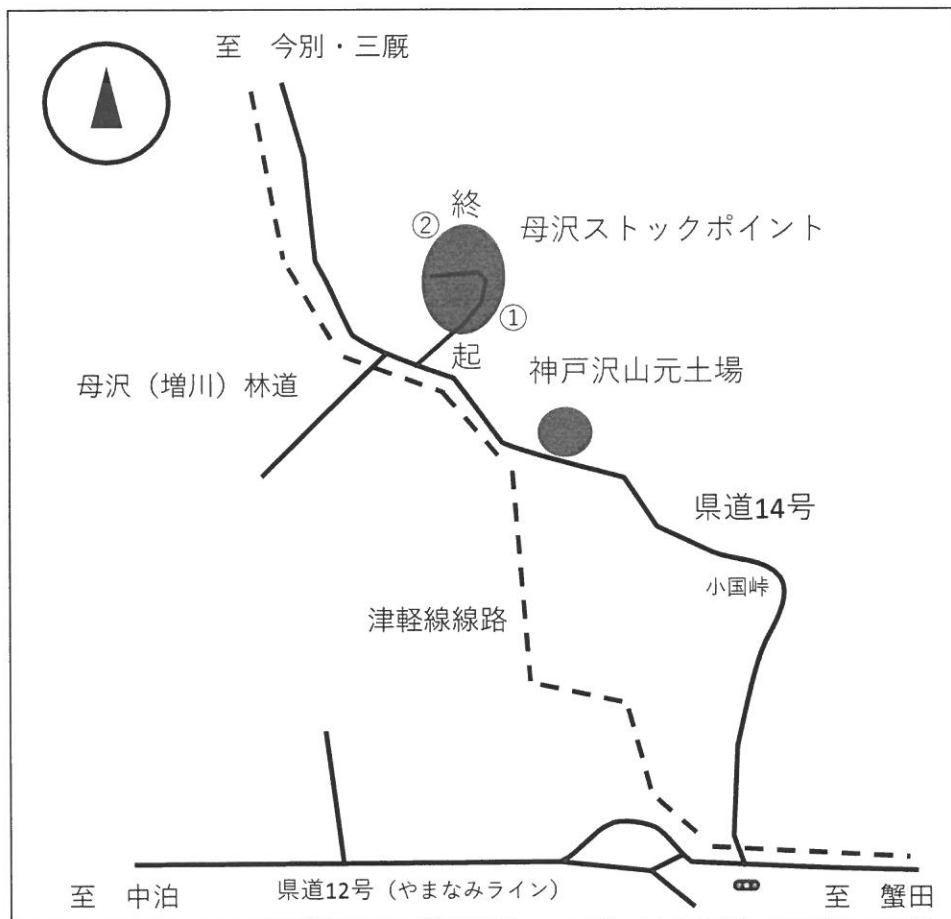 至 今別・三厩
終
②
母沢ストックポイント
①
起
神戸沢山元土場
母沢（増川）林道
県道14号
小国峠
津軽線線路
至 中泊
県道12号（やまなみライン）
至 蟹田